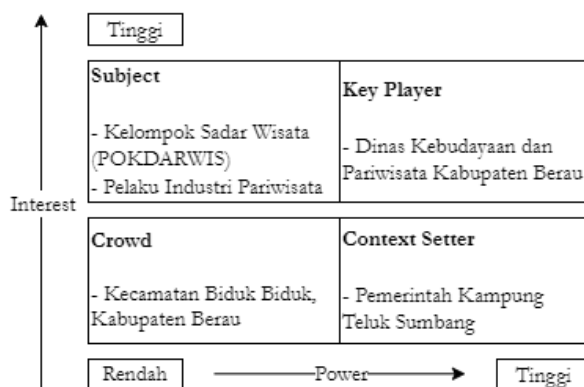 Tinggi
Subject
- Kelompok Sadar Wisata
(POKDARWIS)
- Pelaku Industri Pariwisata
Key Player
- Dinas Kebudayaan dan
Pariwisata Kabupaten Berau
Interest
Crowd
- Kecamatan Biduk Biduk,
Kabupaten Berau
Context Setter
- Pemerintah Kampung
Teluk Sumbang
Rendah
Power
Tinggi